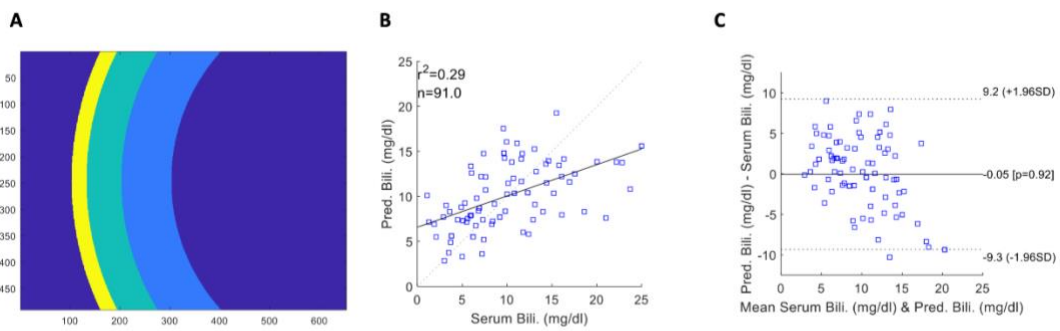 A
50
100
150
200
250
300
350
400
450
100 200 300 400 500 600
B
r²=0.29
n=91.0
Pred. Bili. (mg/dl)
25
20
15
10
5
0
0 5 10 15 20 25
Serum Bili. (mg/dl)
C
Pred. Bili. (mg/dl) - Serum Bili. (mg/dl)
10
5
0
-5
-10
9.2 (+1.96SD)
-0.05 [p=0.92]
-9.3 (-1.96SD)
0 5 10 15 20 25
Mean Serum Bili. (mg/dl) & Pred. Bili. (mg/dl)